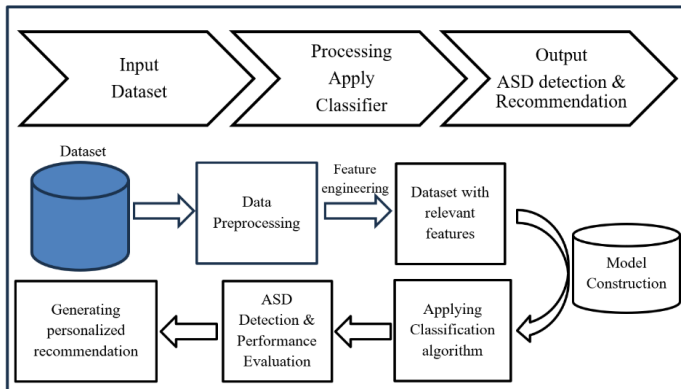 Input
Dataset
Processing
Apply
Classifier
Output
ASD detection &
Recommendation
Dataset
Data
Preprocessing
Feature
engineering
Dataset with
relevant
features
Model
Construction
Generating
personalized
recommendation
ASD
Detection &
Performance
Evaluation
Applying
Classification
algorithm